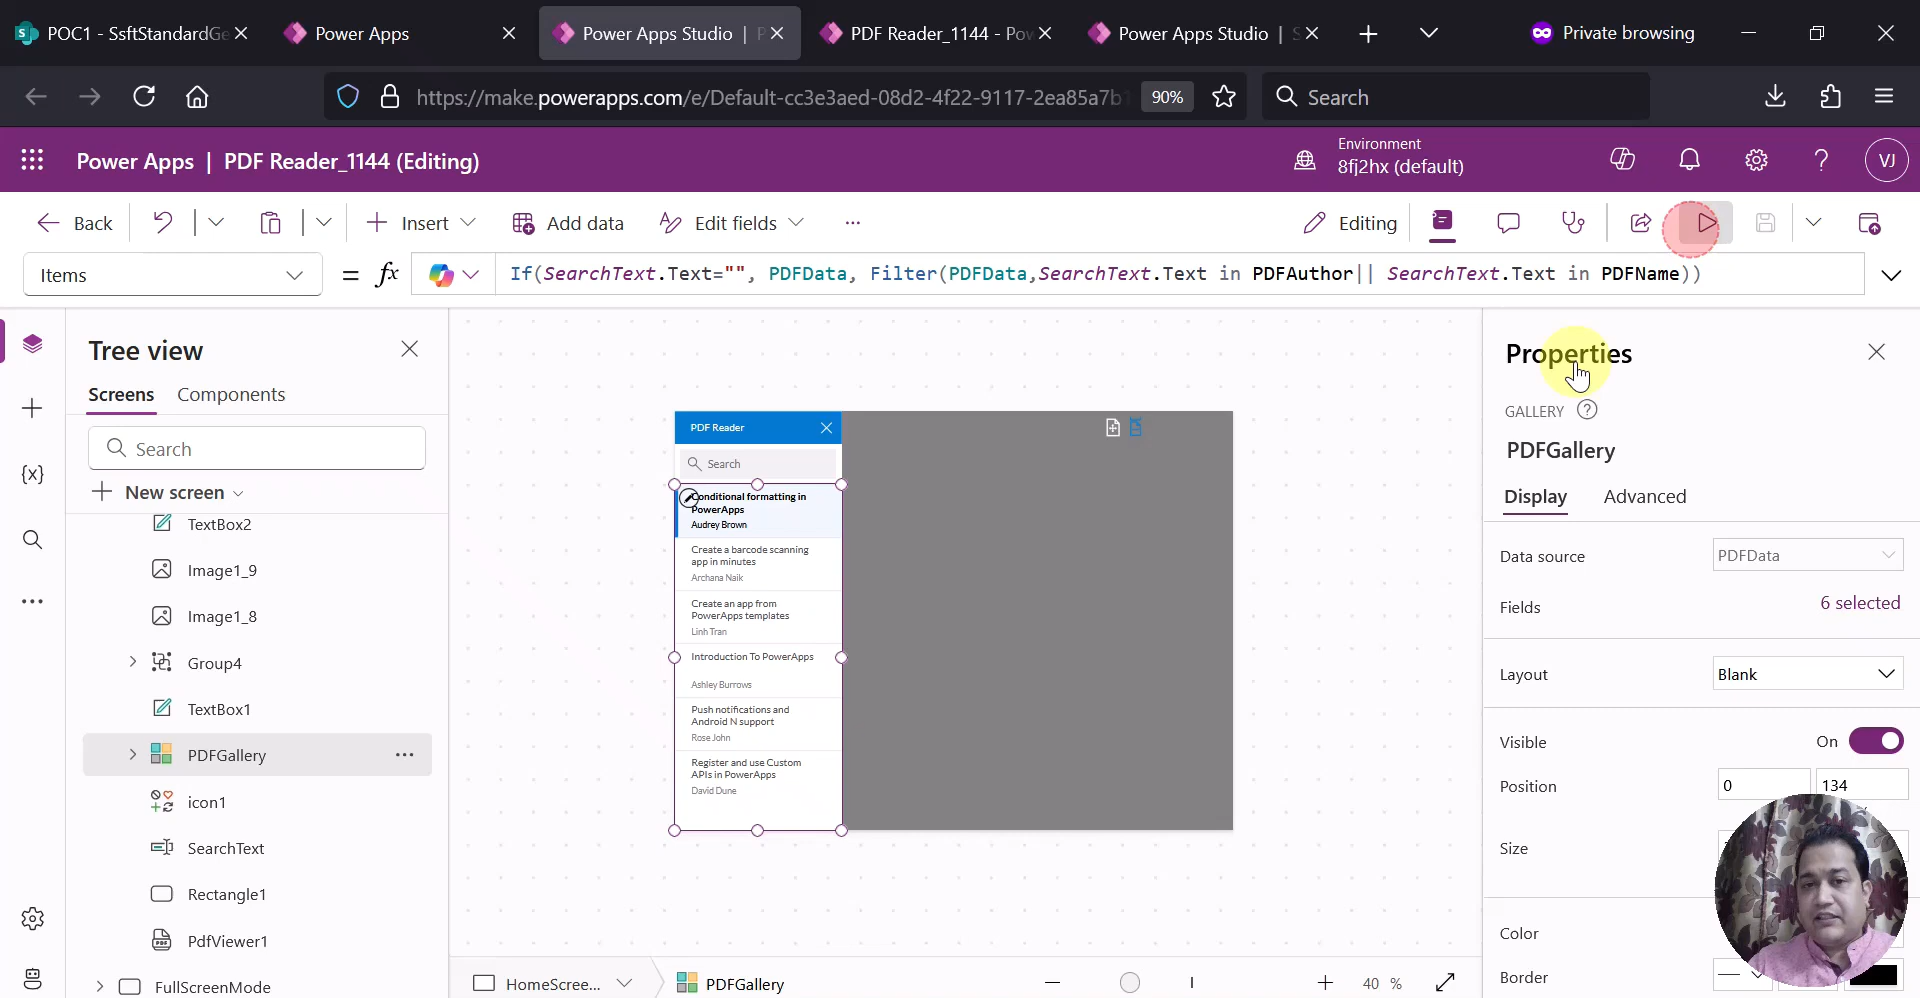 POC1 - SsftStandardGe
Power Apps
Power Apps Studio |
PDF Reader_1144 - Pow
Power Apps Studio |
Private browsing
https://make.powerapps.com/e/Default-cc3e3aed-08d2-4f22-9117-2ea85a7b1
90%
Search
Power Apps | PDF Reader_1144 (Editing)
Environment
8fj2hx (default)
VJ
Back
Insert
Add data
Edit fields
Editing
Items
= fx
If(SearchText.Text="", PDFData, Filter(PDFData,SearchText.Text in PDFAuthor|| SearchText.Text in PDFName))
Tree view
Screens
Components
Search
New screen
TextBox2
Image1_9
Image1_8
Group4
TextBox1
PDFGallery
icon1
SearchText
Rectangle1
PdfViewer1
FullScreenMode
PDF Reader
Search
Conditional formatting in
PowerApps
Audrey Brown
Create a barcode scanning
app in minutes
Archana Naik
Create an app from
PowerApps templates
Linh Tran
Introduction To PowerApps
Ashley Burrows
Push notifications and
Android N support
Rose John
Register and use Custom
APIs in PowerApps
David Dune
HomeScree...
PDFGallery
40 %
Properties
GALLERY
PDFGallery
Display
Advanced
Data source
PDFData
Fields
6 selected
Layout
Blank
Visible
On
Position
0
134
Size
Color
Border